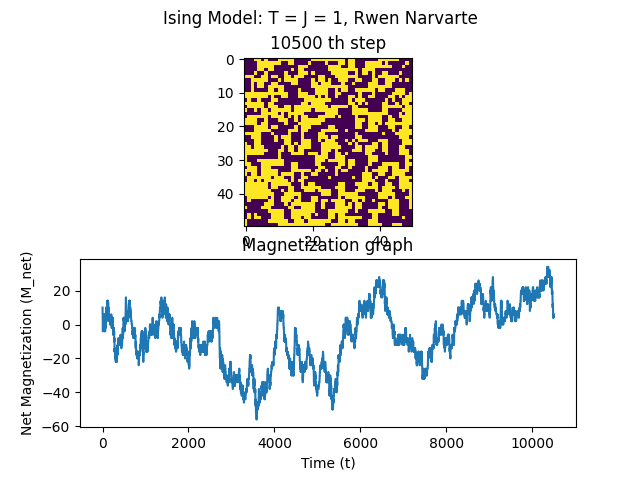 Ising Model: T = J = 1, Rwen Narvarte
10500 th step
0
10
20
30
40
0 20 40
Magnetization graph
Net Magnetization (M_net)
20
0
−20
−40
−60
0 2000 4000 6000 8000 10000
Time (t)